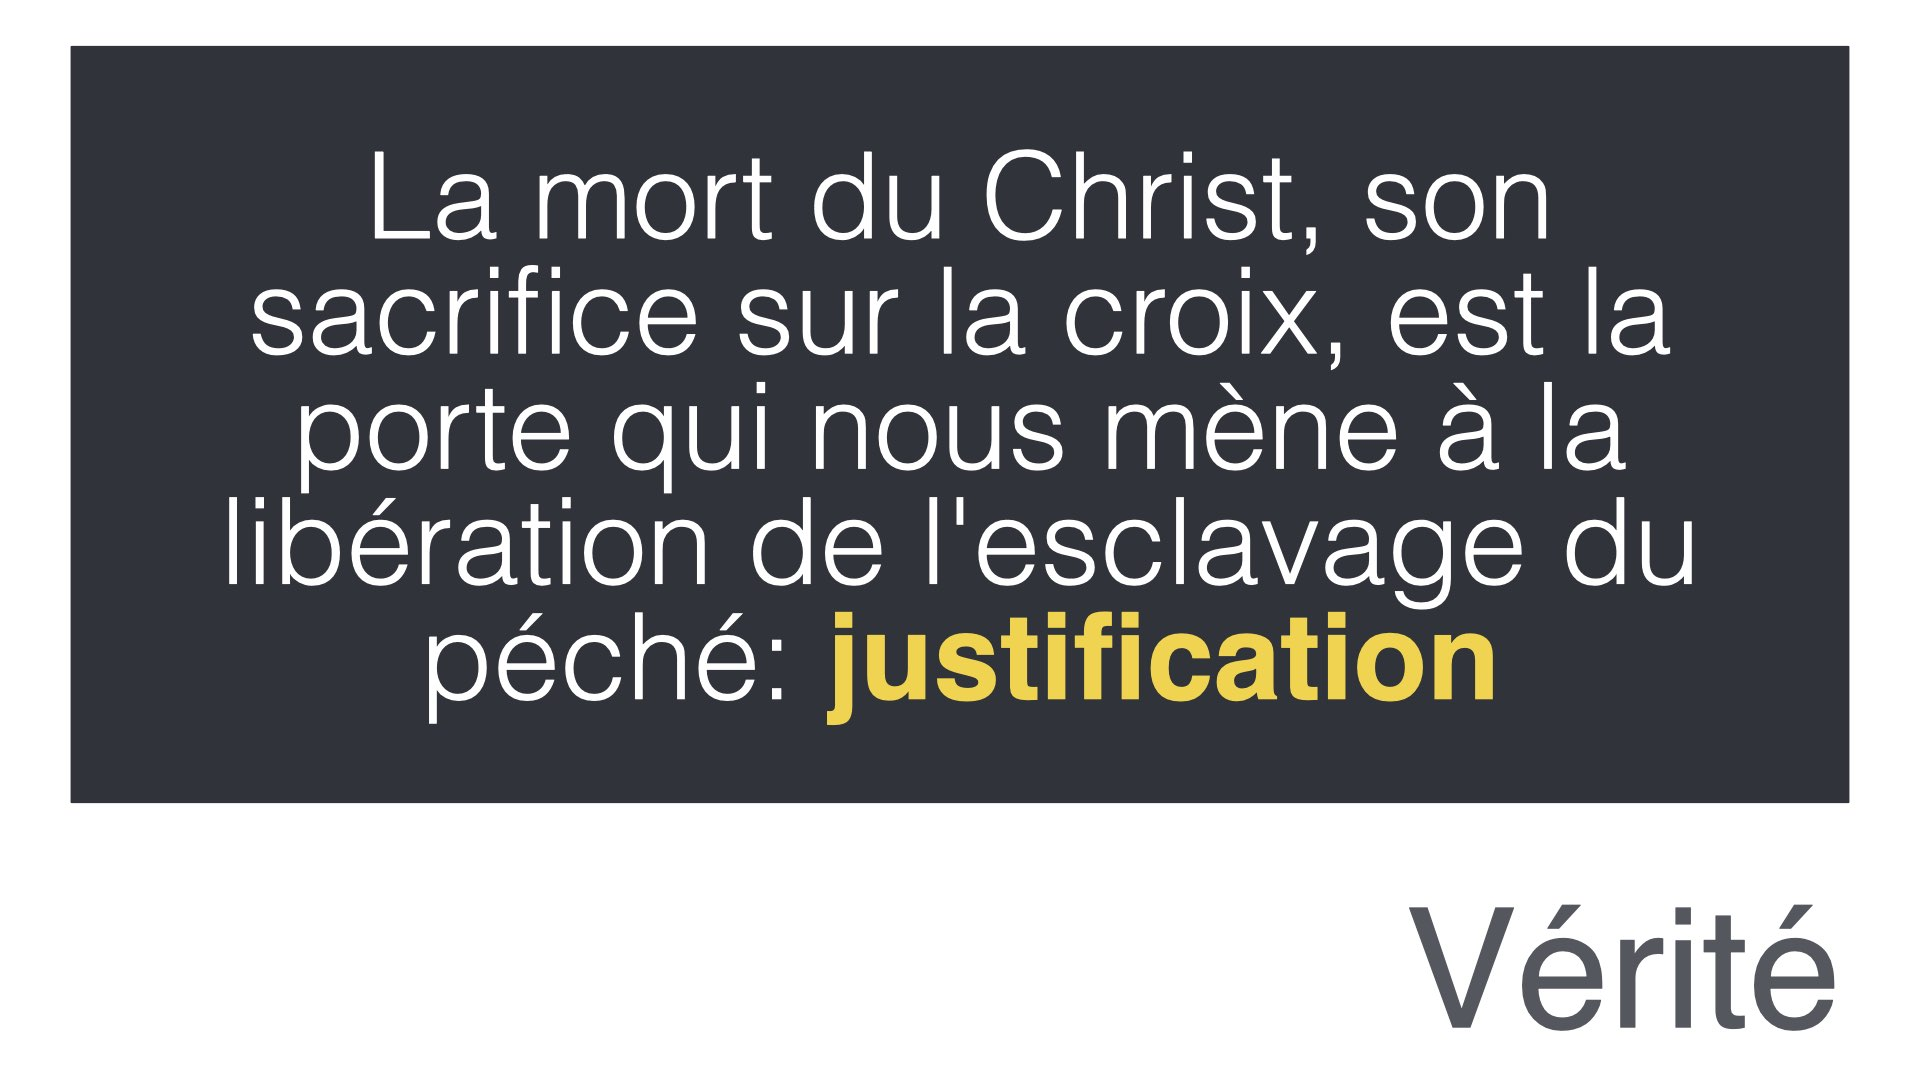 La mort du Christ, son
sacrifice sur la croix, est la
porte qui nous mène à la
libération de l'esclavage du
péché: justification
Vérité